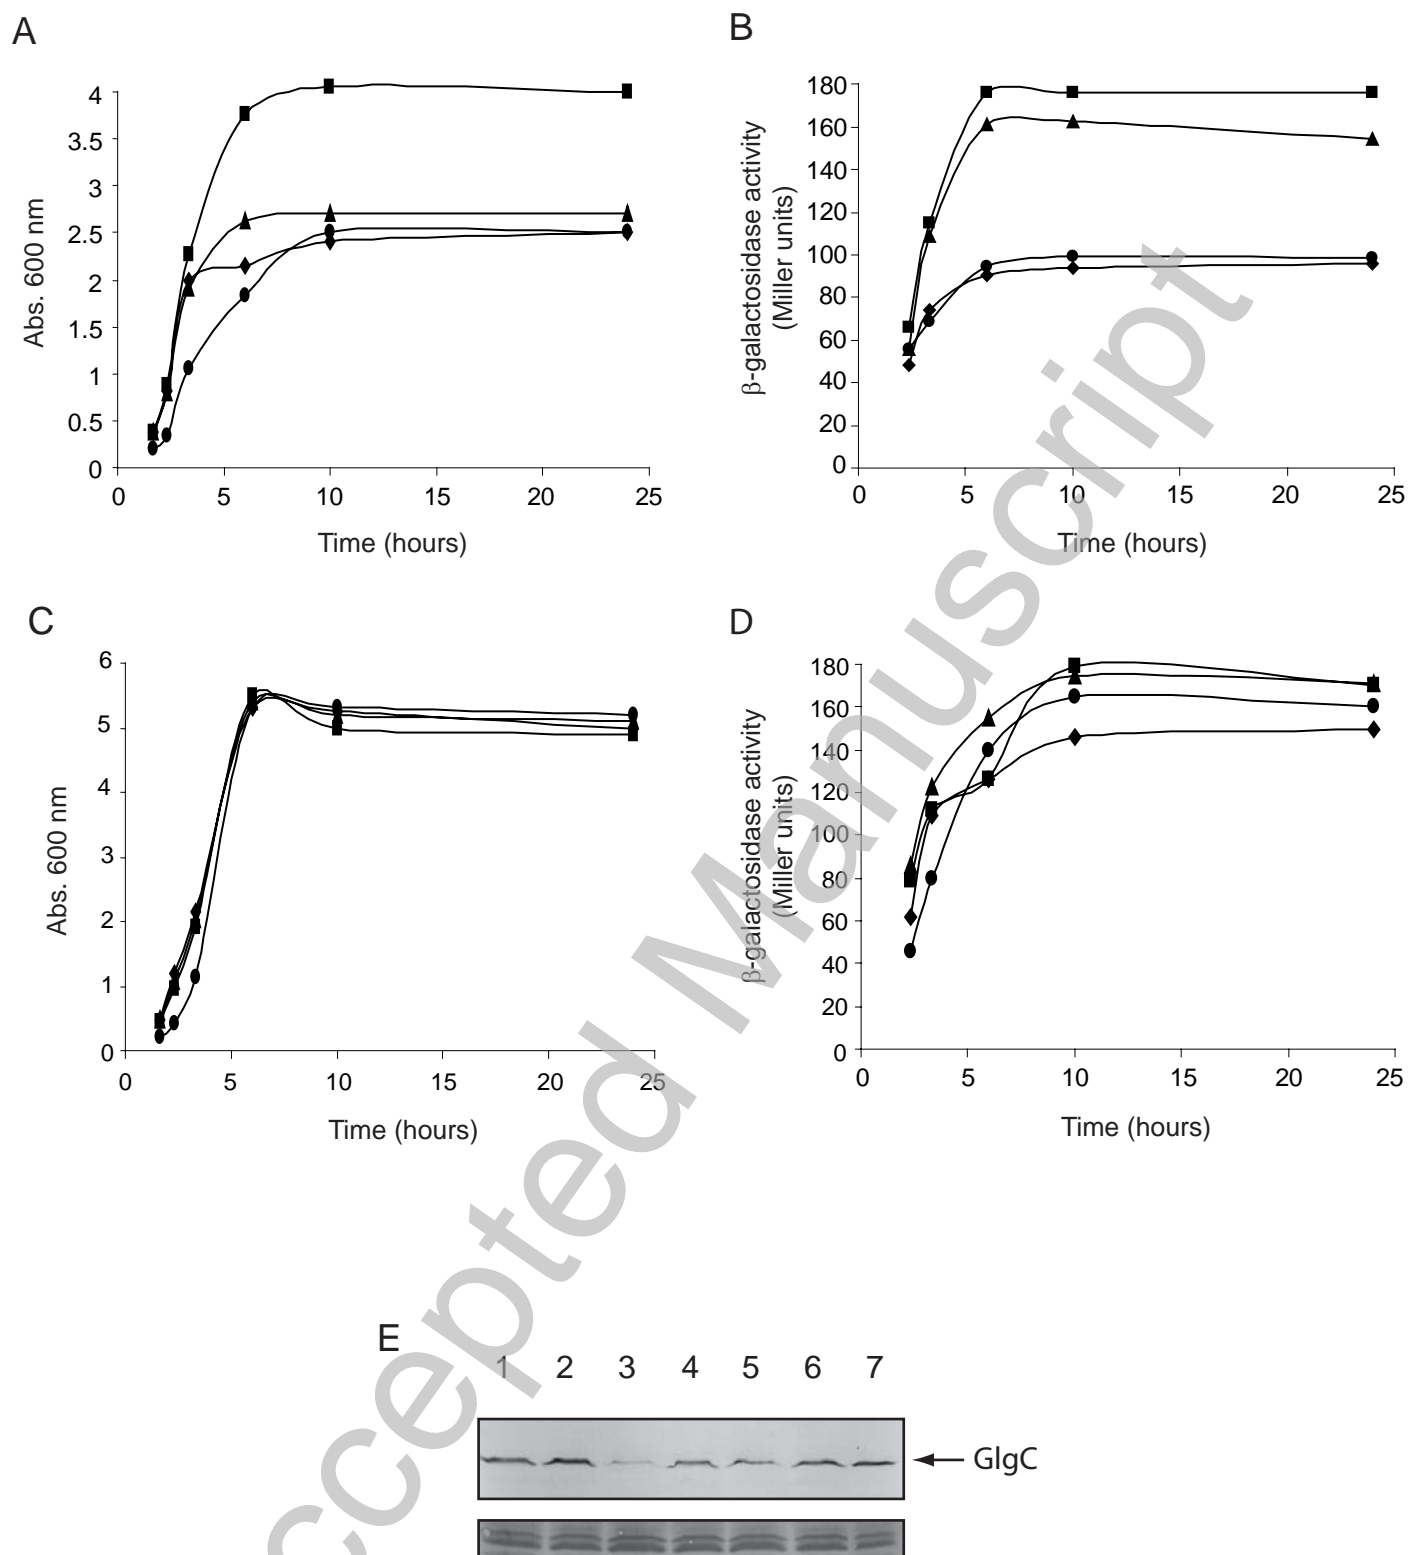 A
4
3.5
3
2.5
2
1.5
1
0.5
0
Abs. 600 nm
0 5 10 15 20 25
Time (hours)
B
180
160
140
120
100
80
60
40
20
0
β-galactosidase activity
(Miller units)
0 5 10 15 20 25
Time (hours)
C
6
5
4
3
2
1
0
Abs. 600 nm
0 5 10 15 20 25
Time (hours)
D
180
160
140
120
100
80
60
40
20
0
β-galactosidase activity
(Miller units)
0 5 10 15 20 25
Time (hours)
E
1 2 3 4 5 6 7
GlgC
ccepted Manuscript